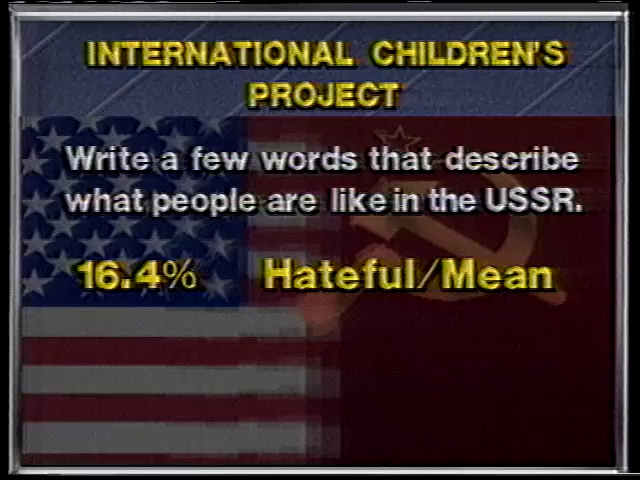 INTERNATIONAL CHILDREN'S
PROJECT
Write a few words that describe
what people are like in the USSR.
16.4% Hateful/Mean